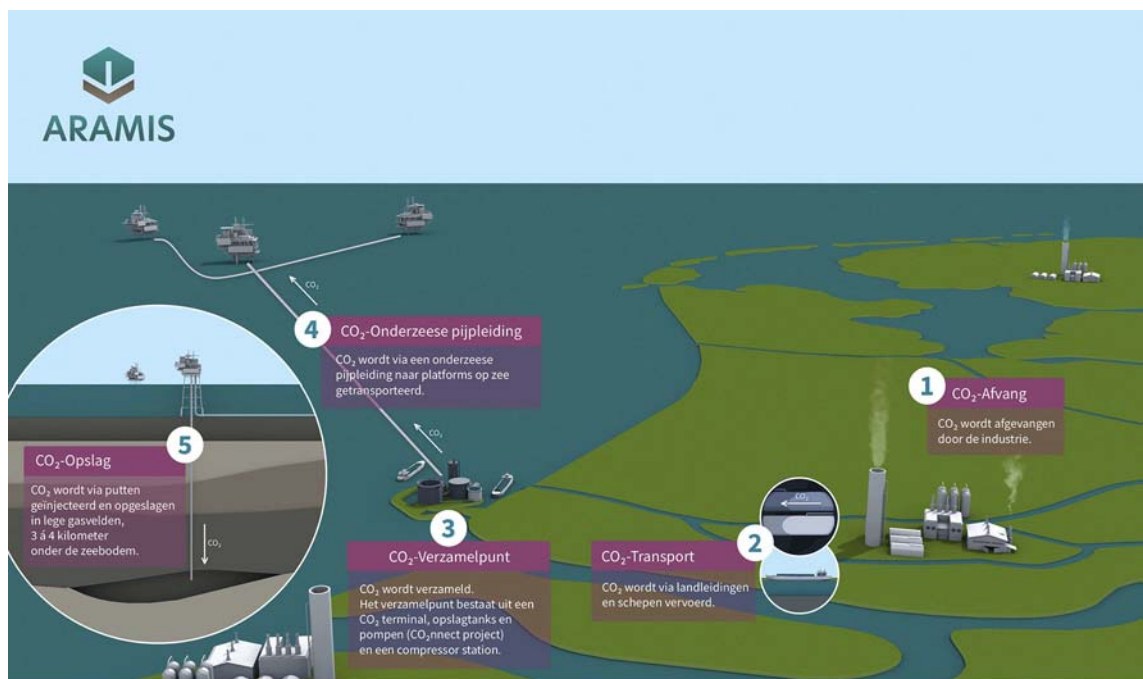 ARAMIS
1
CO₂-Afvang
CO₂ wordt afgevangen
door de industrie.
CO₂
2
CO₂-Transport
CO₂ wordt via landleidingen
en schepen vervoerd.
3
CO₂-Verzamelpunt
CO₂ wordt verzameld.
Het verzamelpunt bestaat uit een
CO₂ terminal, opslagtanks en
pompen (CO₂nnect project)
en een compressor station.
CO₂
CO₂
4
CO₂-Onderzeese pijpleiding
CO₂ wordt via een onderzeese
pijpleiding naar platforms op zee
getransporteerd.
5
CO₂-Opslag
CO₂ wordt via putten
geïnjecteerd en opgeslagen
in lege gasvelden,
3 á 4 kilometer
onder de zeebodem.
CO₂